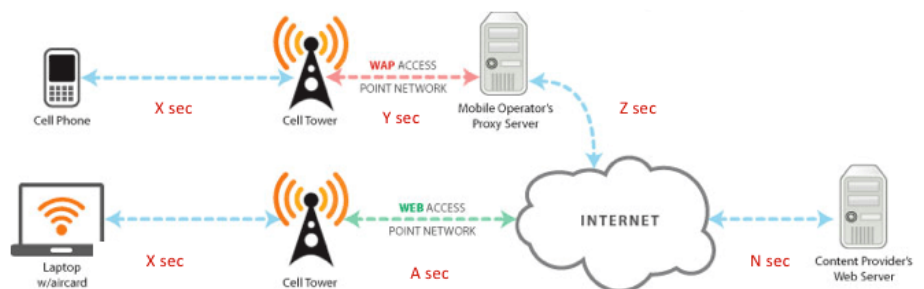 WAP ACCESS
POINT NETWORK
Cell Phone
X sec
Cell Tower
Y sec
Mobile Operator's
Proxy Server
Z sec
WEB ACCESS
POINT NETWORK
INTERNET
Laptop
w/aircard
X sec
Cell Tower
A sec
N sec
Content Provider's
Web Server